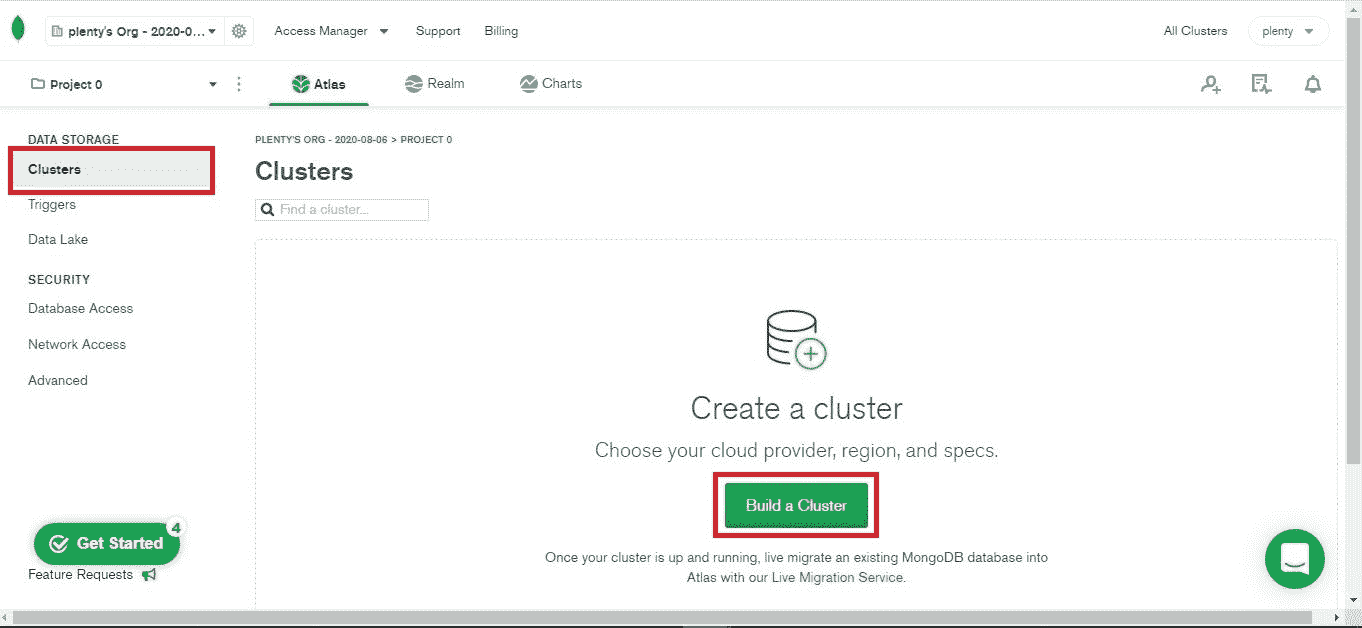 plenty's Org - 2020-0... Access Manager Support Billing All Clusters plenty
Project 0 Atlas Realm Charts
DATA STORAGE
Clusters
Triggers
Data Lake
SECURITY
Database Access
Network Access
Advanced
Get Started 4
Feature Requests
PLENTY'S ORG - 2020-08-06 > PROJECT 0
Clusters
Find a cluster...
Create a cluster
Choose your cloud provider, region, and specs.
Build a Cluster
Once your cluster is up and running, live migrate an existing MongoDB database into
Atlas with our Live Migration Service.